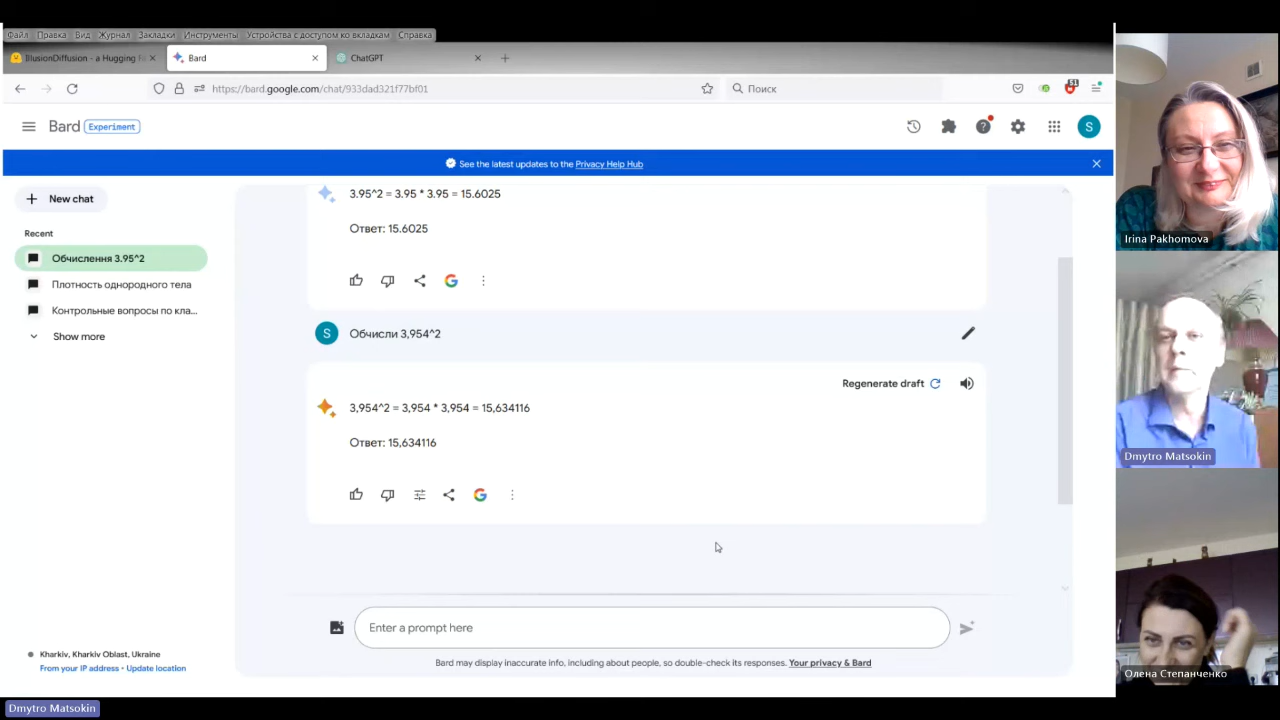 Файл Правка Вид Журнал Закладки Инструменты Устройства с доступом ко вкладкам Справка
IllusionDiffusion - a Hugging F
Bard
ChatGPT
https://bard.google.com/chat/933dad321f77bf01
Поиск
51
Bard Experiment
S
See the latest updates to the Privacy Help Hub
New chat
Recent
Обчислення 3.95^2
Плотность однородного тела
Контрольные вопросы по кла...
Show more
3.95^2 = 3.95 * 3.95 = 15.6025
Ответ: 15.6025
S
Обчисли 3,954^2
Regenerate draft
3,954^2 = 3,954 * 3,954 = 15,634116
Ответ: 15,634116
Enter a prompt here
Bard may display inaccurate info, including about people, so double-check its responses. Your privacy & Bard
Kharkiv, Kharkiv Oblast, Ukraine
From your IP address • Update location
Irina Pakhomova
Dmytro Matsokin
Олена Степанченко
Dmytro Matsokin